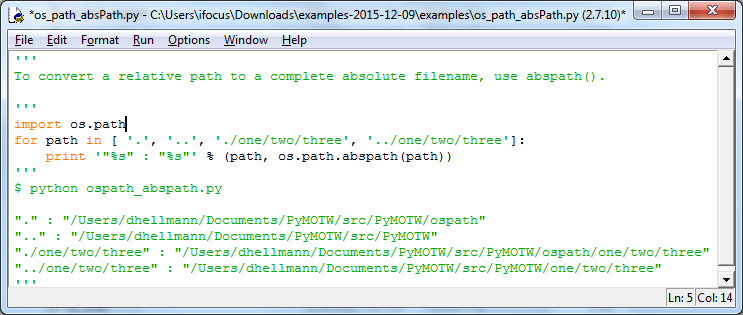 *os_path_absPath.py - C:\Users\ifocus\Downloads\examples-2015-12-09\examples\os_path_absPath.py (2.7.10)*
File Edit Format Run Options Window Help
'''
To convert a relative path to a complete absolute filename, use abspath().

'''
import os.path
for path in [ '.', '..', './one/two/three', '../one/two/three']:
    print '"%s" : "%s"' % (path, os.path.abspath(path))
'''
$ python ospath_abspath.py

"." : "/Users/dhellmann/Documents/PyMOTW/src/PyMOTW/ospath"
".." : "/Users/dhellmann/Documents/PyMOTW/src/PyMOTW"
"./one/two/three" : "/Users/dhellmann/Documents/PyMOTW/src/PyMOTW/ospath/one/two/three"
"../one/two/three" : "/Users/dhellmann/Documents/PyMOTW/src/PyMOTW/one/two/three"
'''
Ln: 5 Col: 14